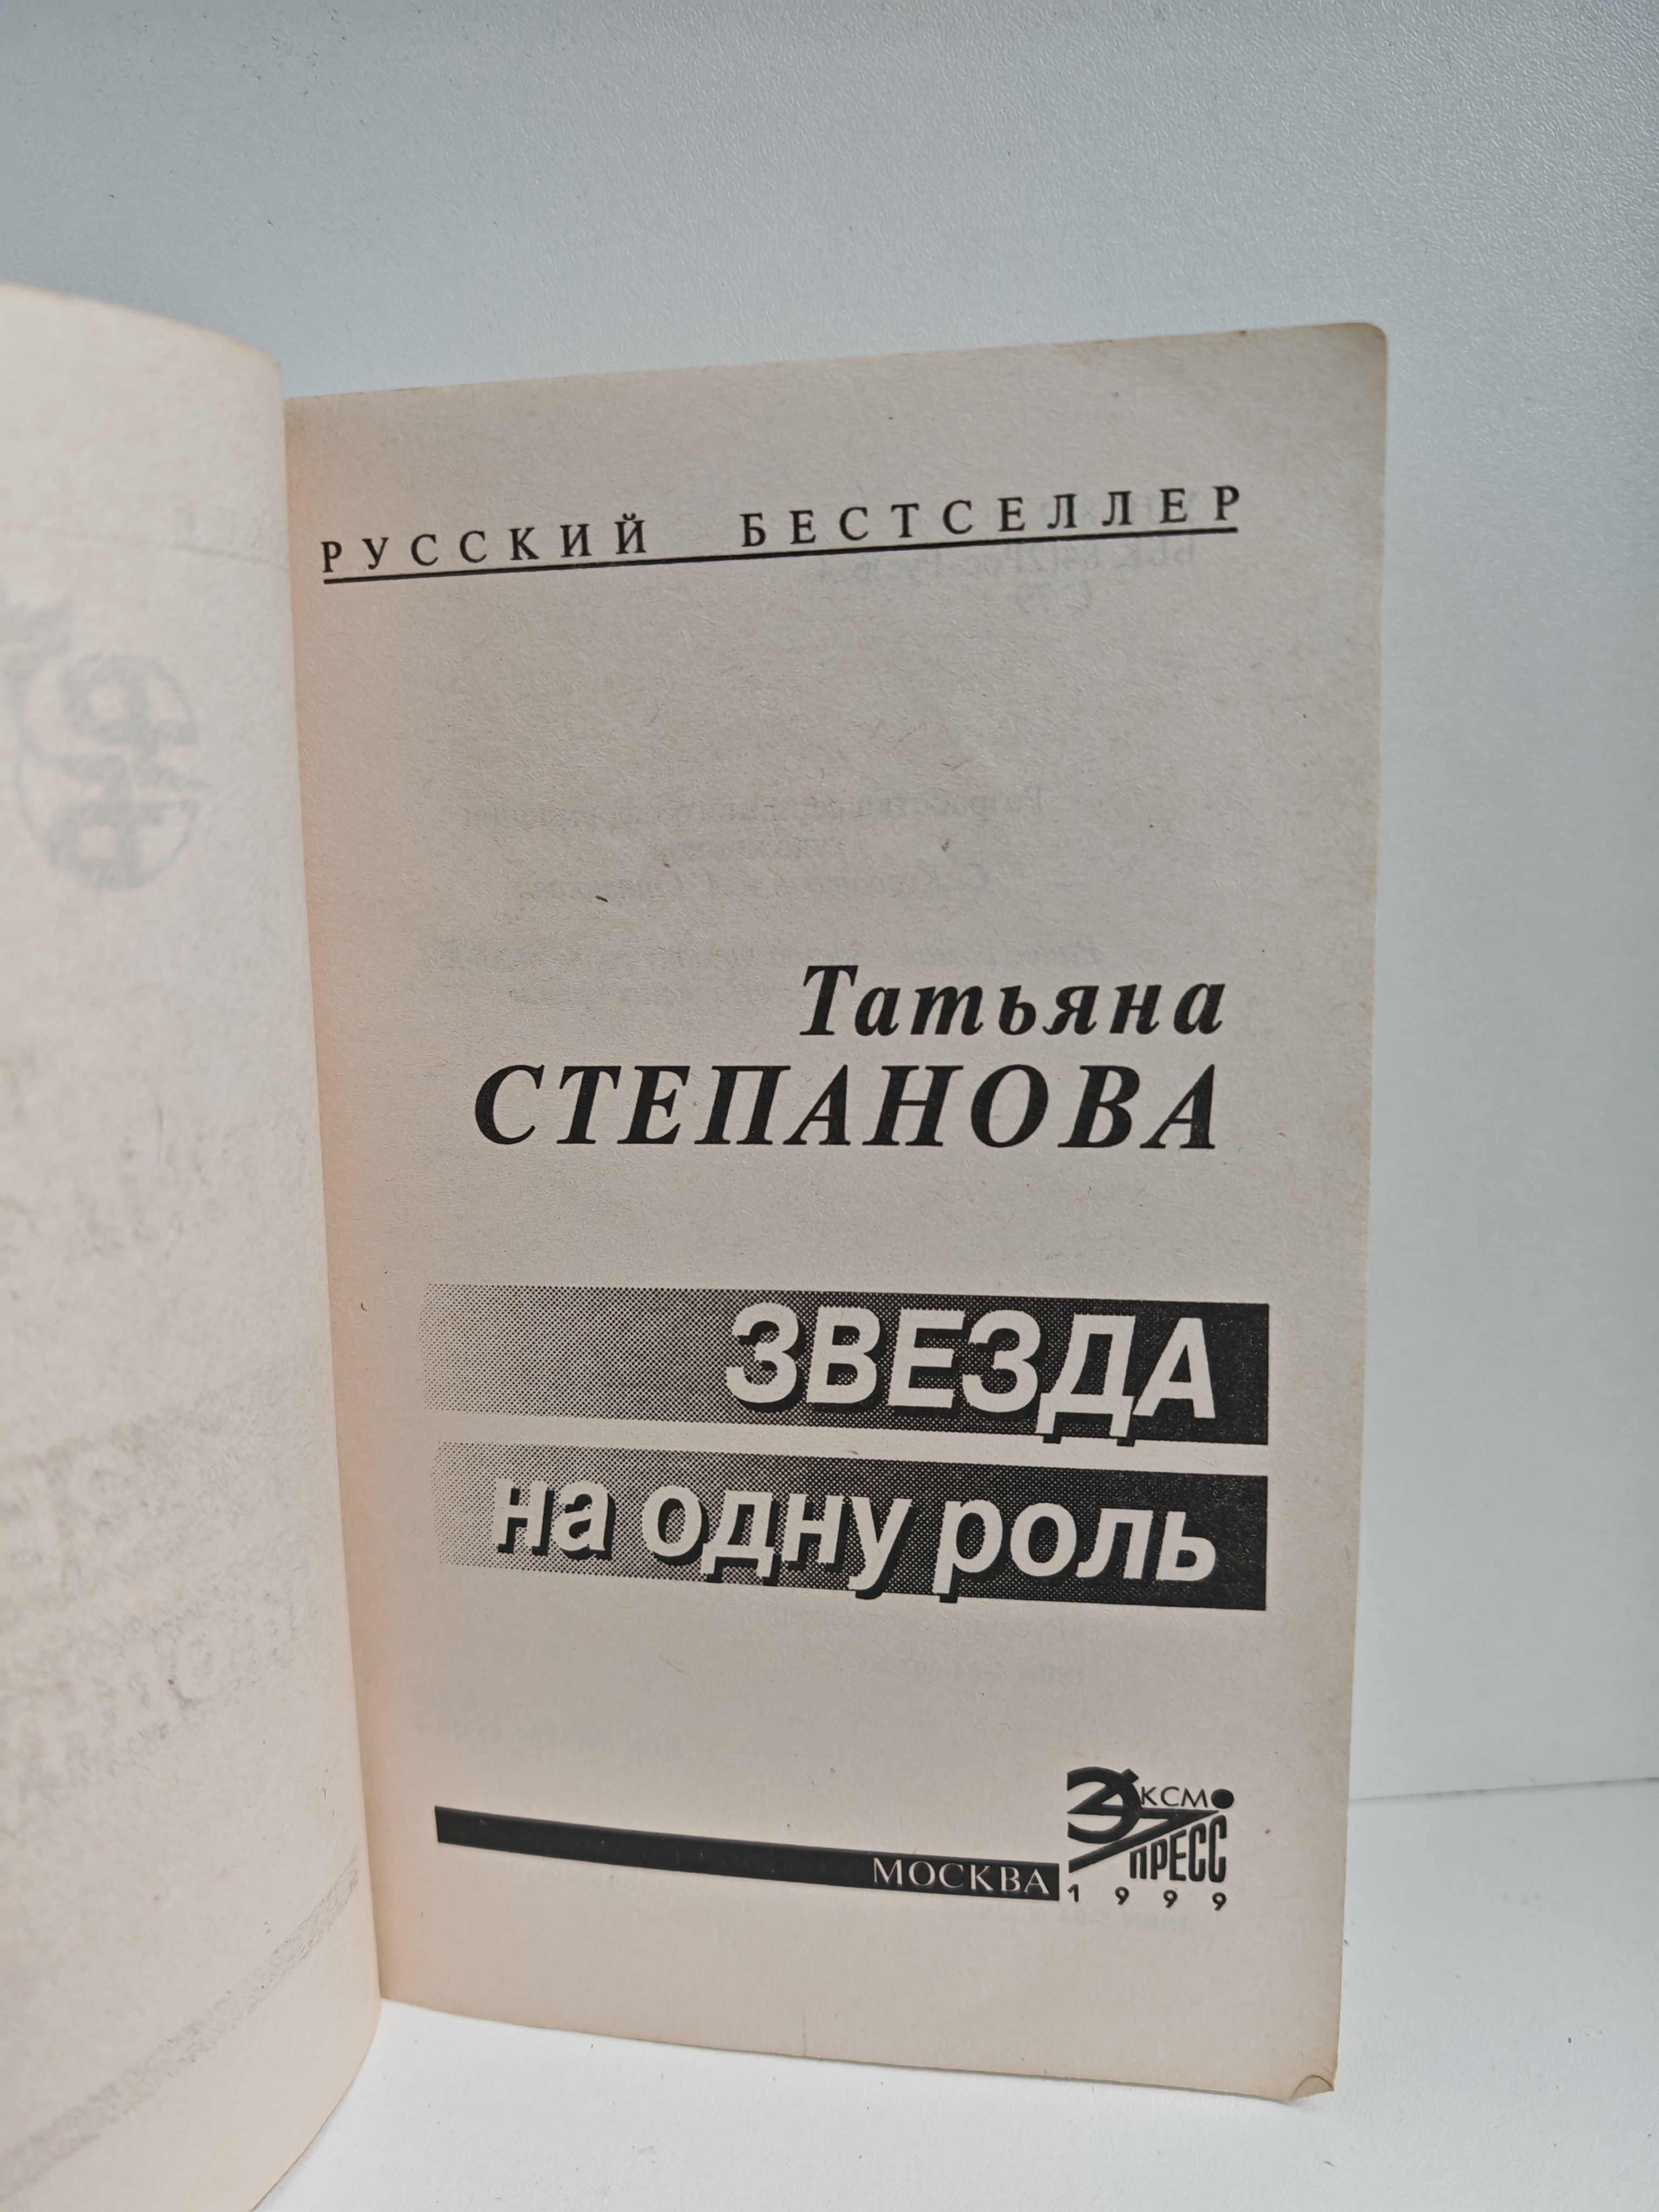 РУССКИЙ БЕСТСЕЛЛЕР
Татьяна
СТЕПАНОВА
ЗВЕЗДА
на одну роль
МОСКВА
ЭКСМО
ПРЕСС
1999